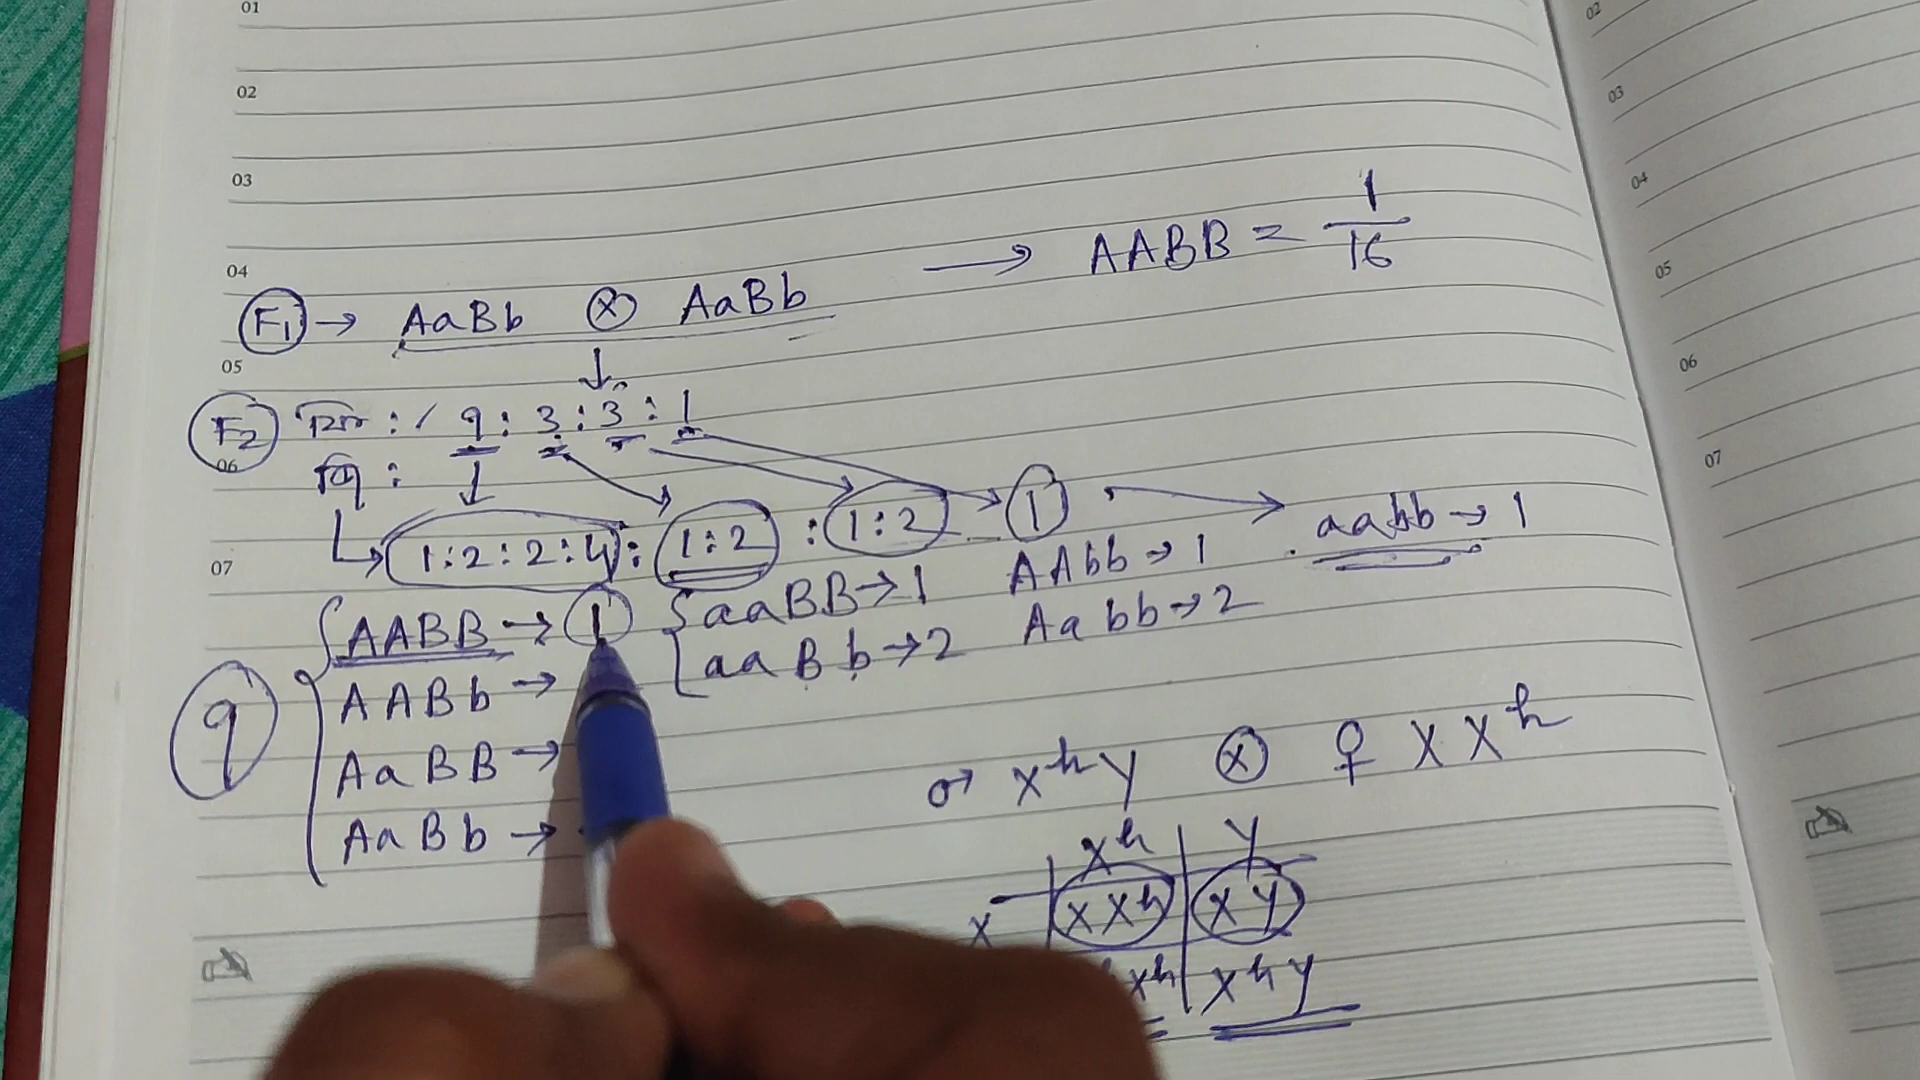 01
02
03
04
05
06
07
02
03
04
05
06
07
F₁ → AaBb ⊗ AaBb → AABB = 1/16
↓
F₂ : 9 : 3 : 3 : 1
1:2:2:4 : 1:2 : 1:2 1 → aabb → 1
AABB → 1
AABb →
AaBB →
AaBb →
9
aaBB → 1
aaBb → 2
AAbb → 1
Aabb → 2
♂ XʰY ⊗ ♀ X Xʰ
Xʰ Y
X XXʰ XY
Xʰ XʰY